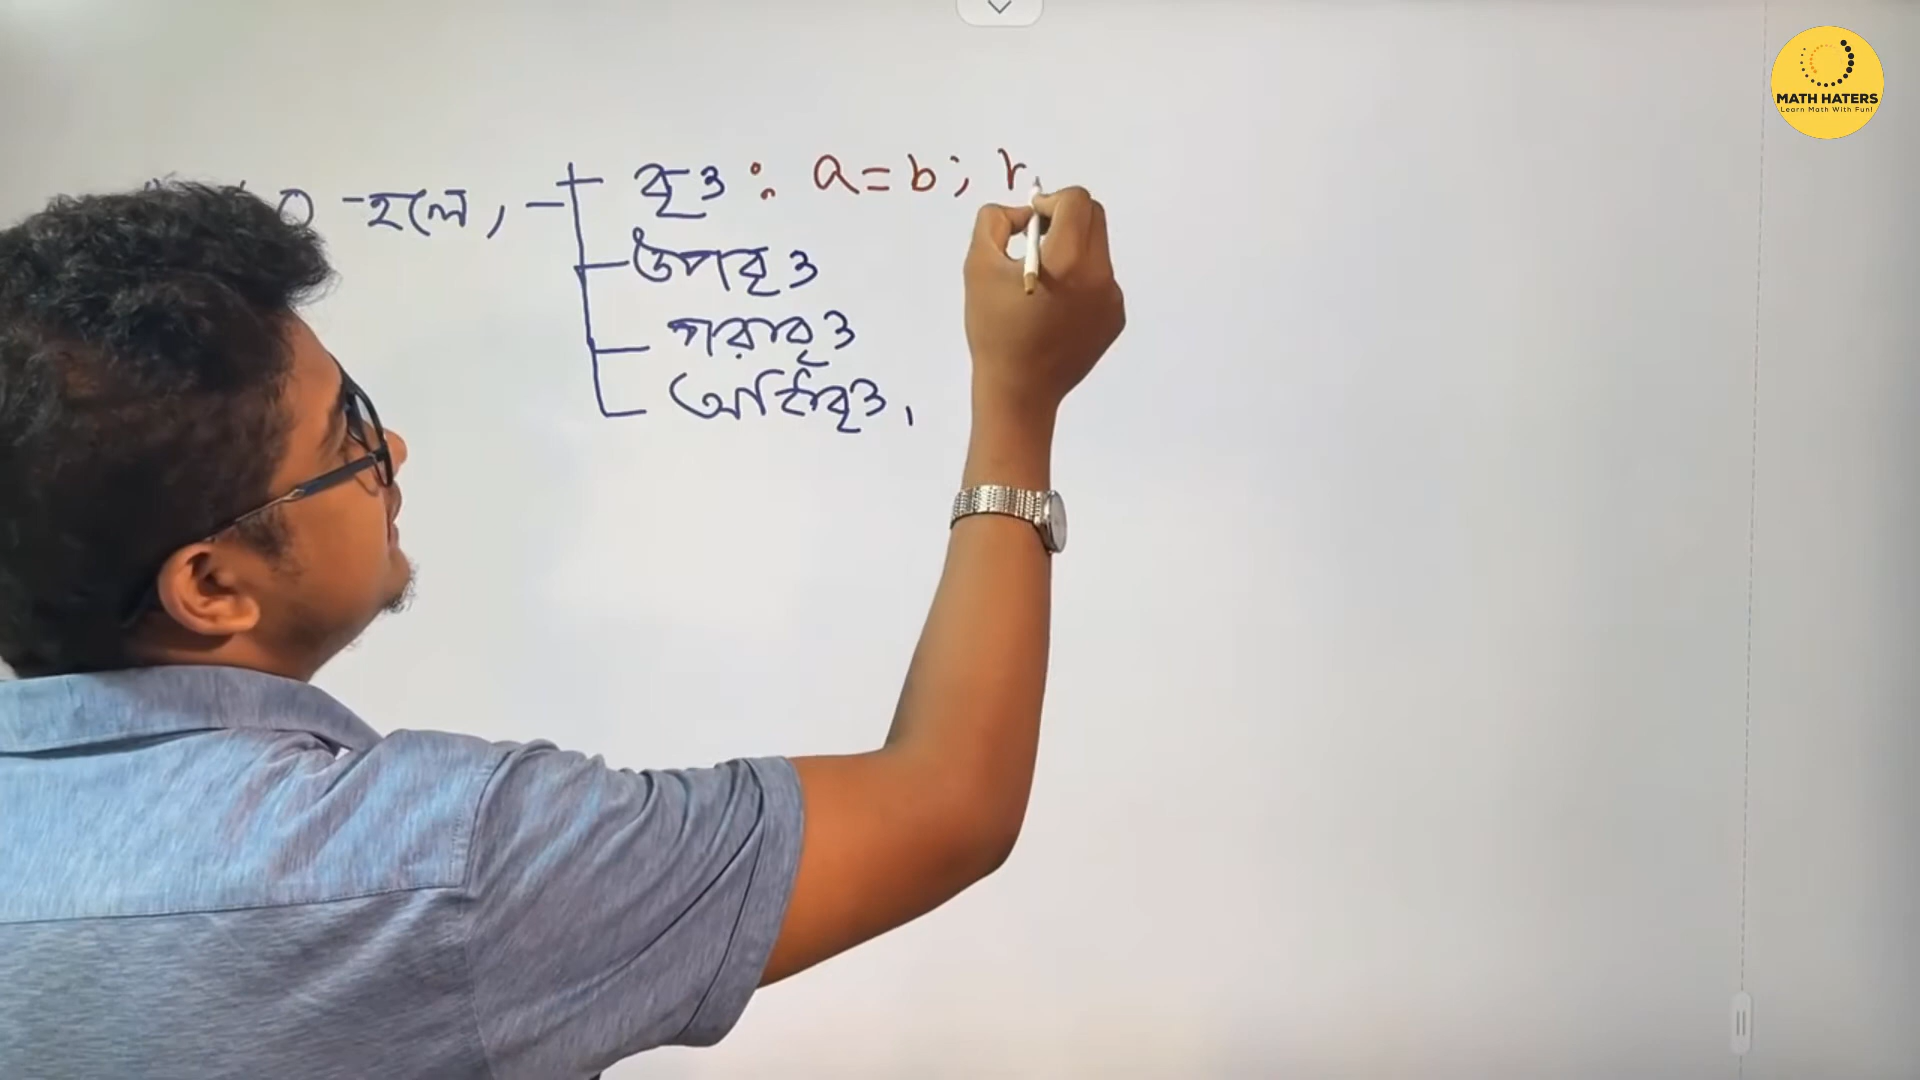 0 হলে, বৃত্ত : a = b ; h
উপবৃত্ত
পরাবৃত্ত
অধিবৃত্ত,
MATH HATERS
Learn Math With Fun!